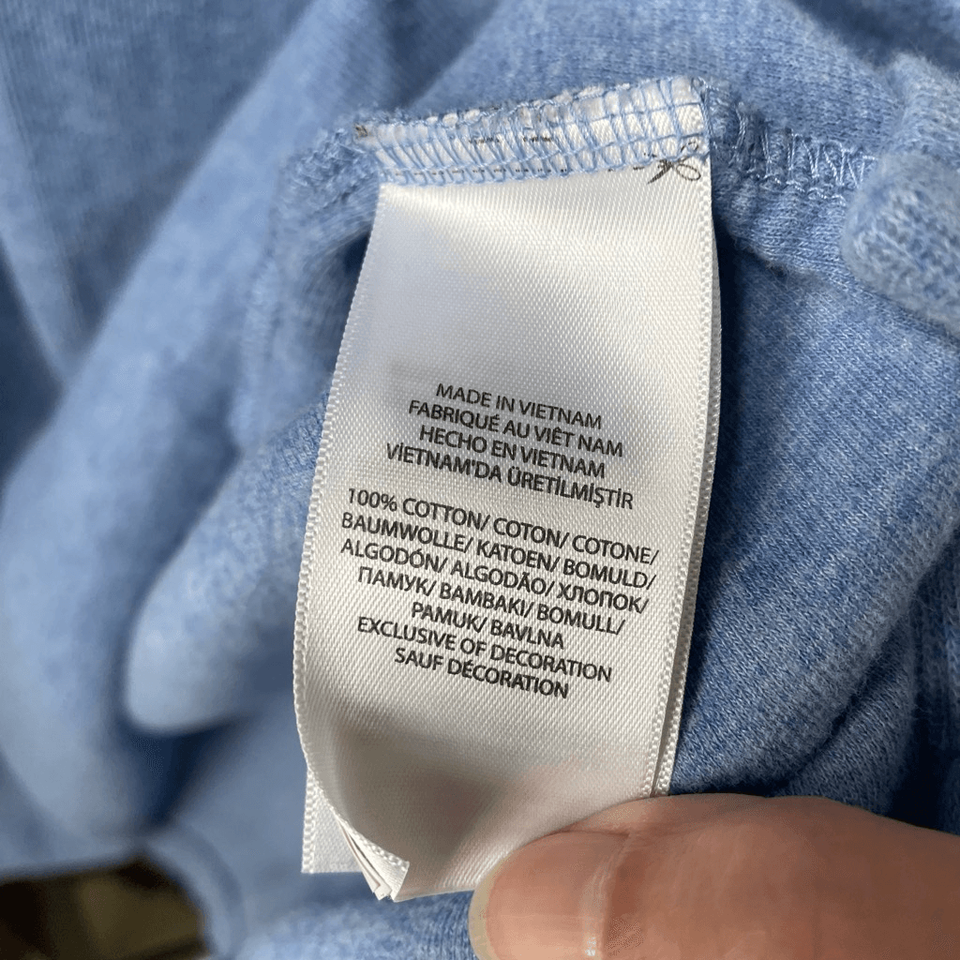 MADE IN VIETNAM
FABRIQUÉ AU VIÊT NAM
HECHO EN VIETNAM
VİETNAM'DA ÜRETİLMİŞTİR
100% COTTON/ COTON/ COTONE/
BAUMWOLLE/ KATOEN/ BOMULD/
ALGODÓN/ ALGODÃO/ ХЛОПОК/
ПАМУК/ BAMBAKI/ BOMULL/
PAMUK/ BAVLNA
EXCLUSIVE OF DECORATION
SAUF DÉCORATION